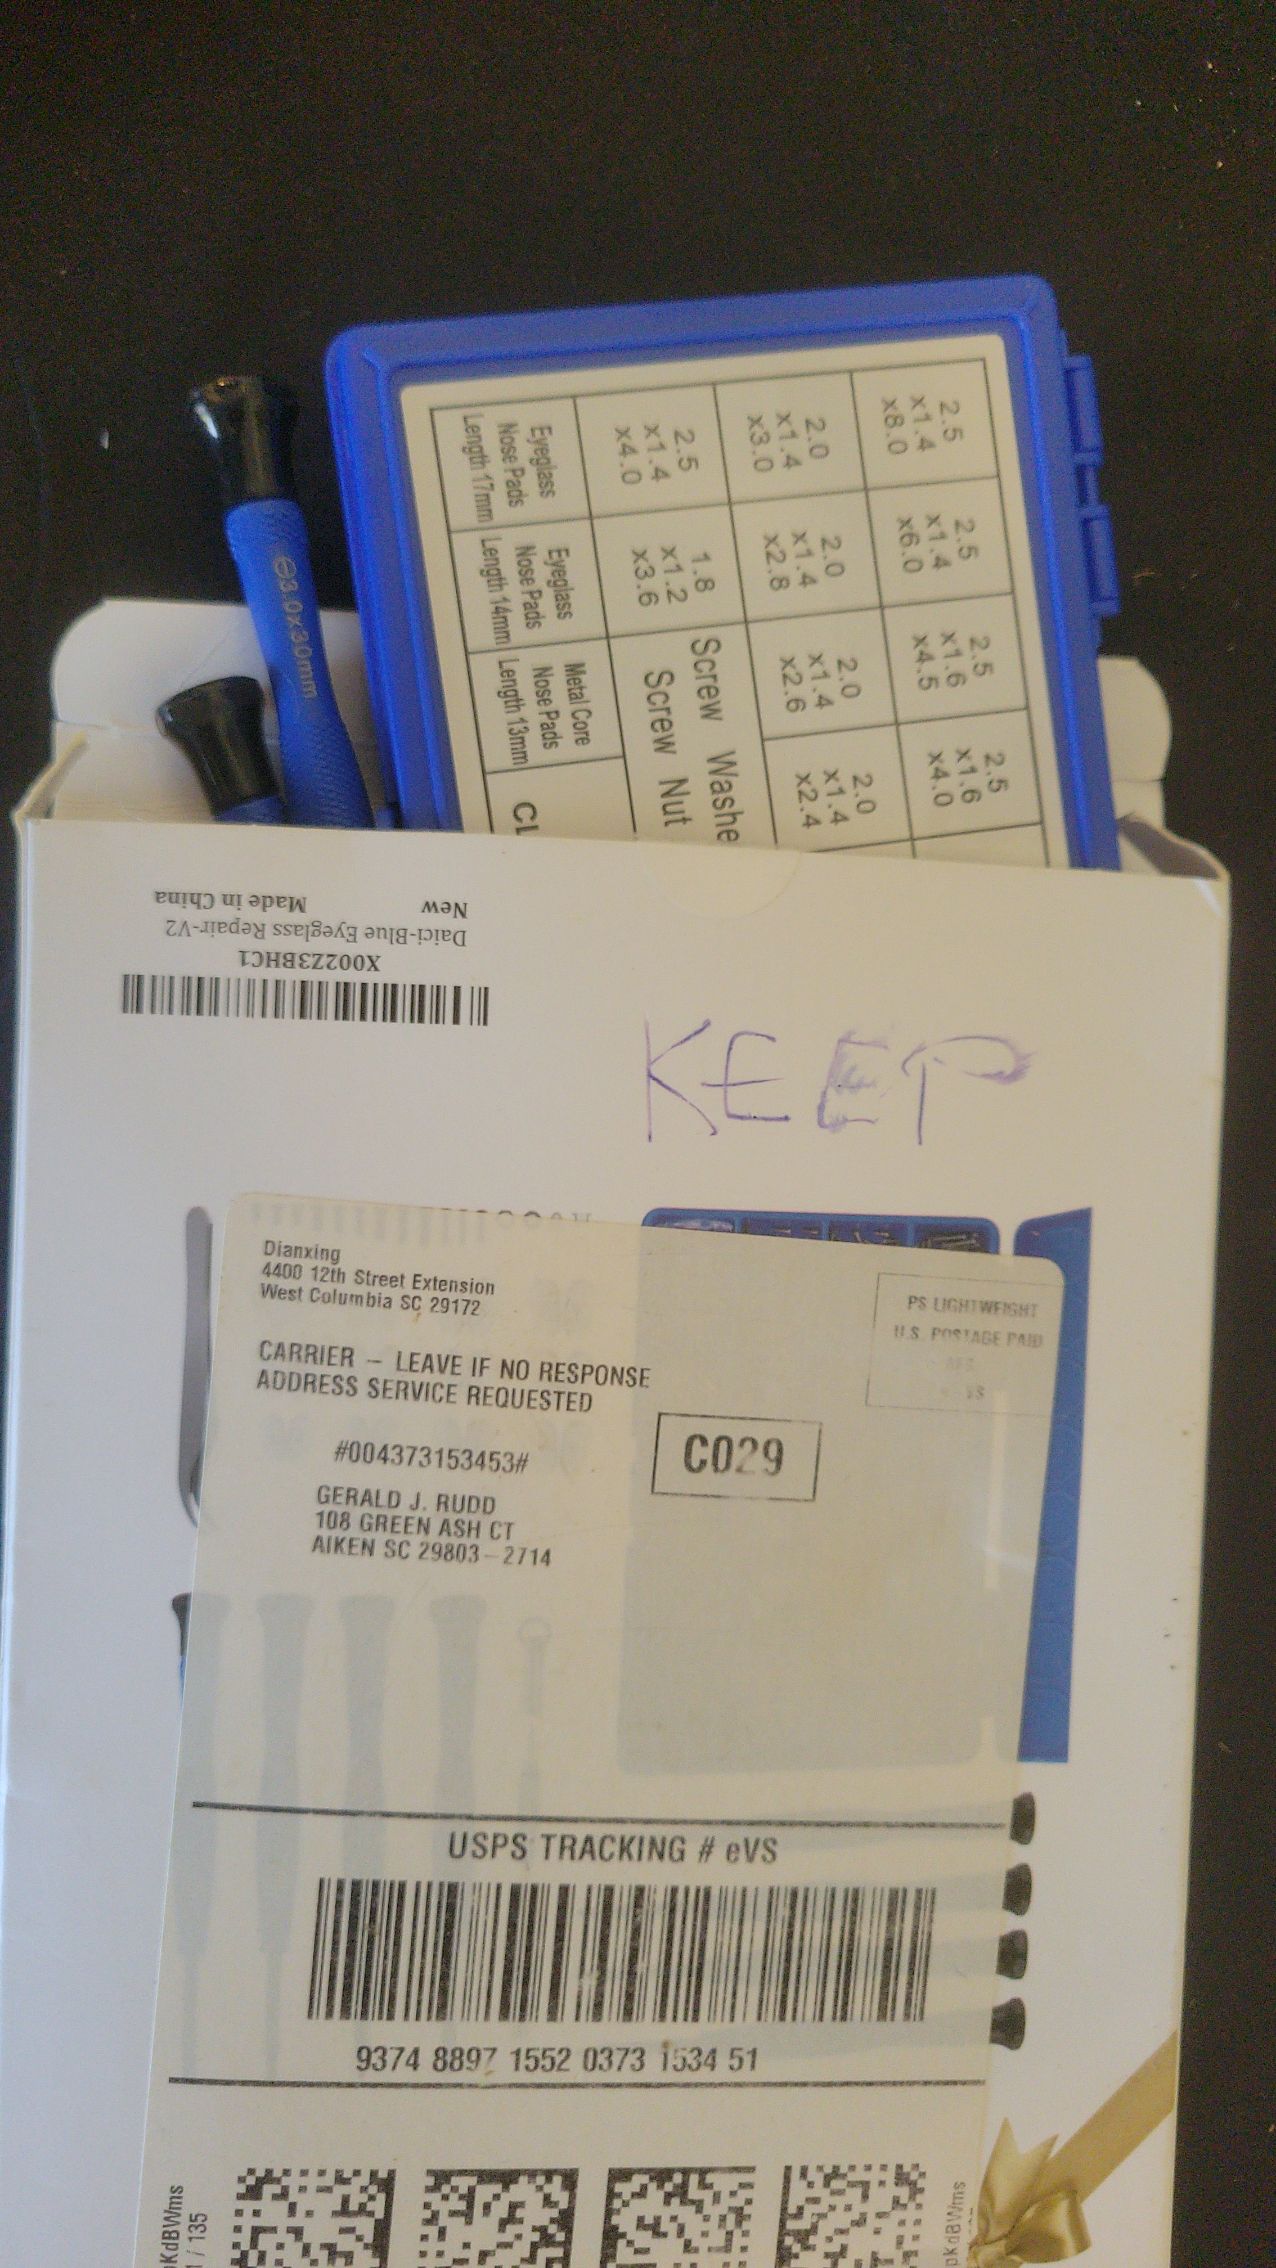 ⊖3.0x30mm
2.5
x1.4
x8.0
2.5
x1.4
x6.0
2.5
x1.6
x4.5
2.5
x1.6
x4.0
2.0
x1.4
x3.0
2.0
x1.4
x2.8
2.0
x1.4
x2.6
2.0
x1.4
x2.4
2.5
x1.4
x4.0
1.8
x1.2
x3.6
Screw Washe
Screw Nut
Eyeglass
Nose Pads
Length 17mm
Eyeglass
Nose Pads
Length 14mm
Metal Core
Nose Pads
Length 13mm
X002Z3BHC1
Daici-Blue Eyeglass Repair-V2
New Made in China
KEEP
Dianxing
4400 12th Street Extension
West Columbia SC 29172
PS LIGHTWEIGHT
U.S. POSTAGE PAID
CARRIER – LEAVE IF NO RESPONSE
ADDRESS SERVICE REQUESTED
C029
#004373153453#
GERALD J. RUDD
108 GREEN ASH CT
AIKEN SC 29803-2714
USPS TRACKING # eVS
9374 8897 1552 0373 1534 51
KdBWms
1 / 135
pKdBWms